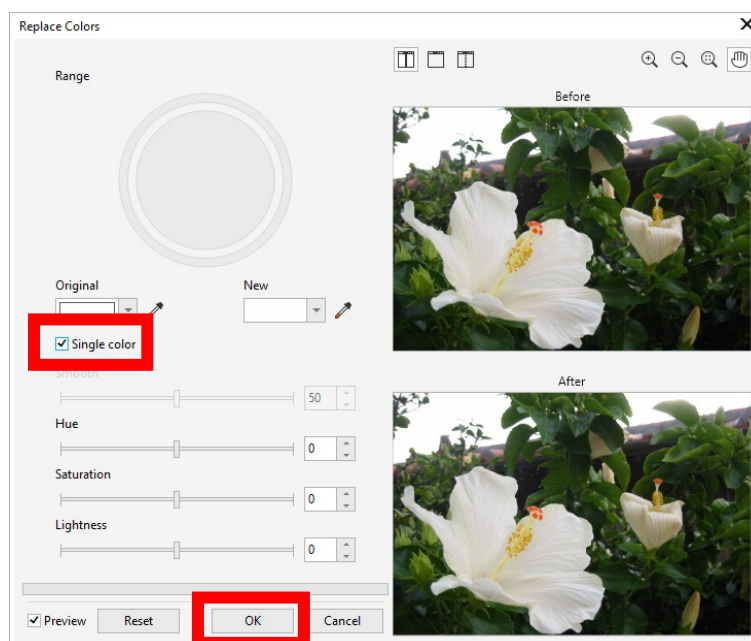 Replace Colors
Range
Original New
Single color
Smooth
50
Hue
0
Saturation
0
Lightness
0
Preview Reset OK Cancel
Before
After